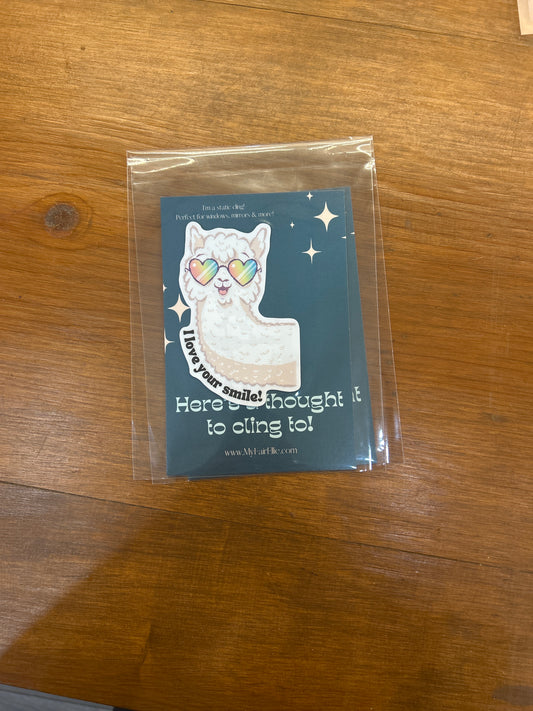 I'm a static cling!
Perfect for windows, mirrors & more!
I love your smile!
Here's a thought
to cling to!
www.MyFairEllie.com